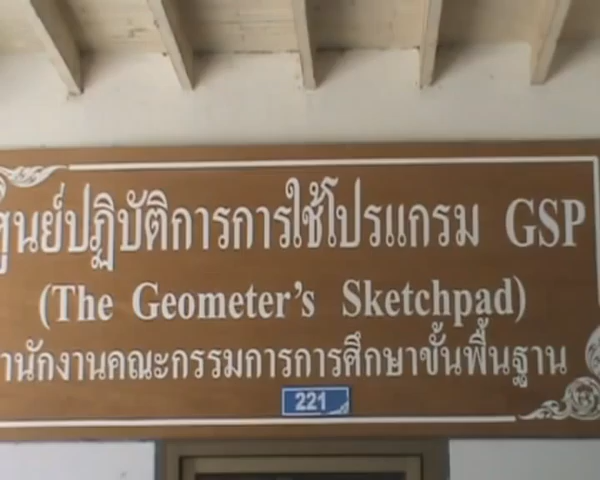 ศูนย์ปฏิบัติการการใช้โปรแกรม GSP
(The Geometer's Sketchpad)
สำนักงานคณะกรรมการการศึกษาขั้นพื้นฐาน
221